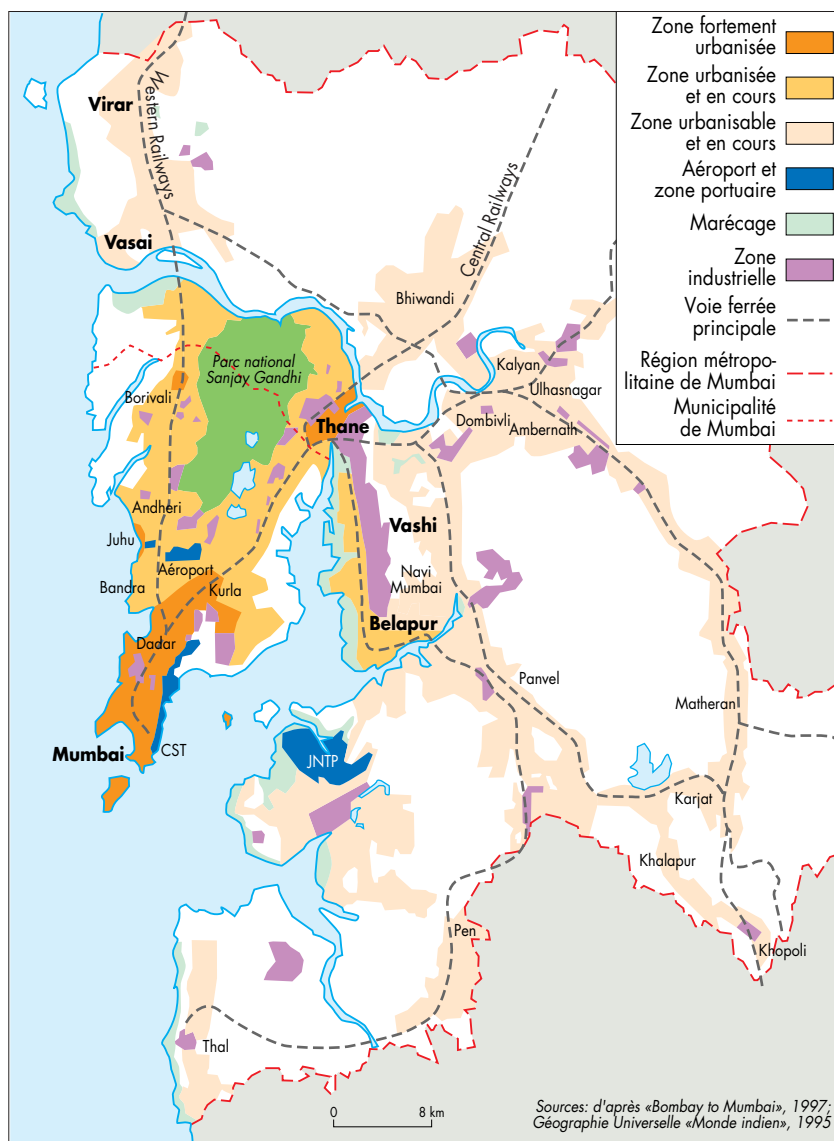 Zone fortement
urbanisée
Zone urbanisée
et en cours
Zone urbanisable
et en cours
Aéroport et
zone portuaire
Marécage
Zone
industrielle
Voie ferrée
principale
Région métropo-
litaine de Mumbai
Municipalité
de Mumbai
Virar
Western Railways
Vasai
Central Railways
Bhiwandi
Parc national
Sanjay Gandhi
Borivali
Kalyan
Ulhasnagar
Thane
Dombivli
Ambernath
Andheri
Vashi
Juhu
Aéroport
Bandra
Kurla
Navi
Mumbai
Belapur
Dadar
Panvel
Matheran
Mumbai
CST
JNTP
Karjat
Khalapur
Khopoli
Pen
Thal
0 8 km
Sources: d'après «Bombay to Mumbai», 1997;
Géographie Universelle «Monde indien», 1995